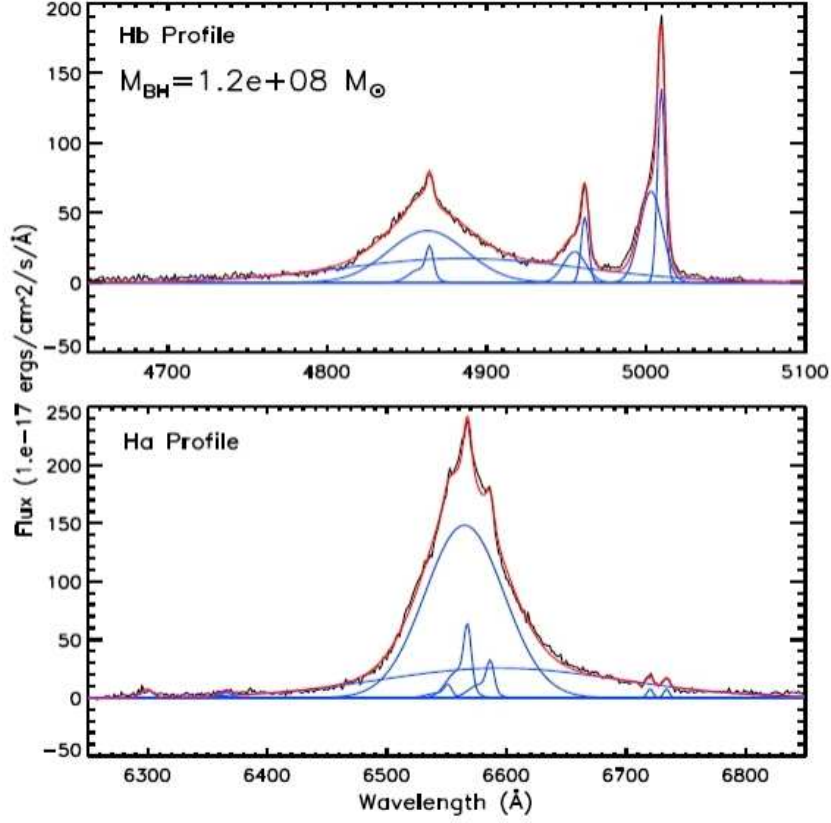 Hb Profile
M_BH=1.2e+08 M☉
200
150
100
50
0
−50
4700 4800 4900 5000 5100
Flux (1.e−17 ergs/cm^2/s/Å)
Ha Profile
250
200
150
100
50
0
−50
6300 6400 6500 6600 6700 6800
Wavelength (Å)